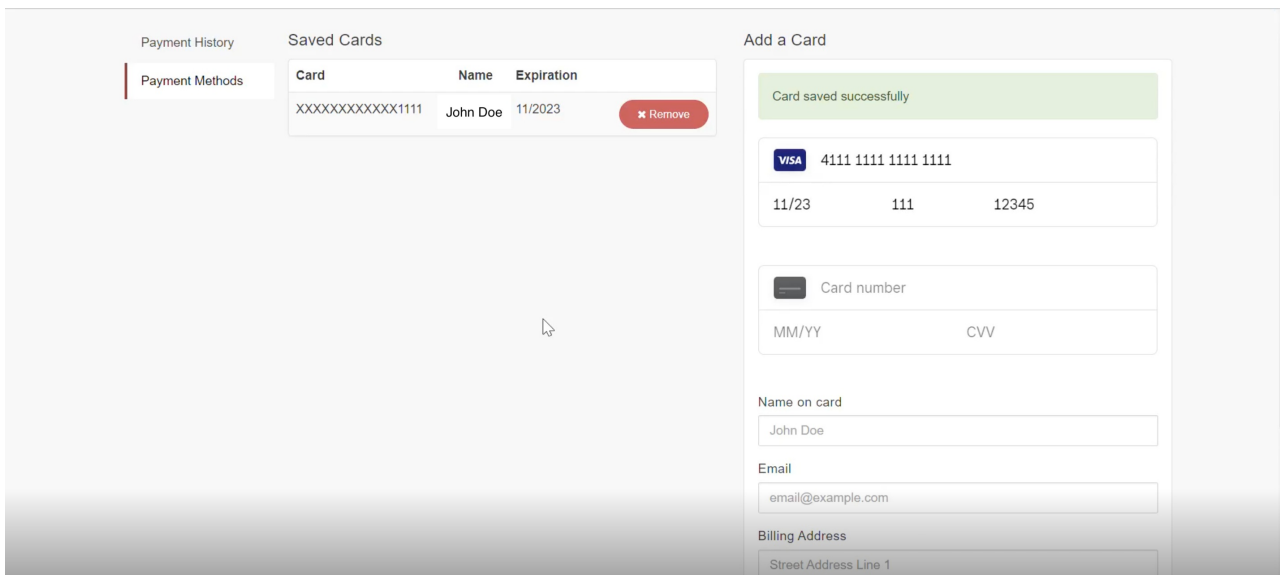 Payment History
Payment Methods
Saved Cards
Card Name Expiration
XXXXXXXXXXXX1111 John Doe 11/2023 ✖ Remove
Add a Card
Card saved successfully
VISA 4111 1111 1111 1111
11/23 111 12345
Card number
MM/YY CVV
Name on card
John Doe
Email
email@example.com
Billing Address
Street Address Line 1